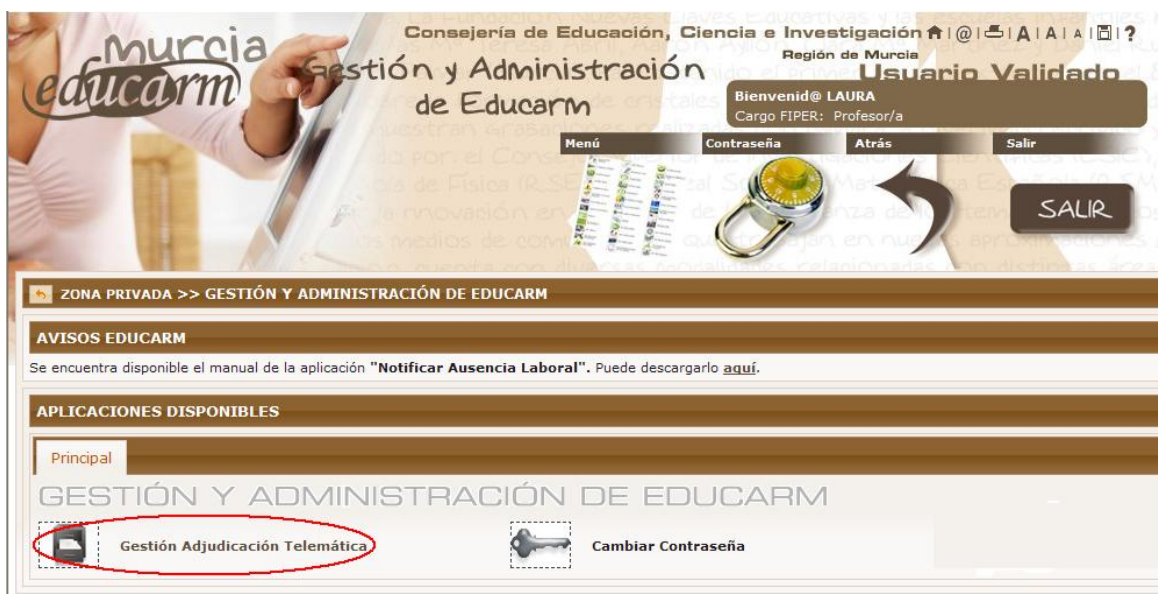 murcia
educarm
Consejería de Educación, Ciencia e Investigación
|@| |A|A|A| |?
Región de Murcia
Gestión y Administración
de Educarm
Usuario Validado
Bienvenid@ LAURA
Cargo FIPER: Profesor/a
Menú Contraseña Atrás Salir
SALIR
ZONA PRIVADA >> GESTIÓN Y ADMINISTRACIÓN DE EDUCARM
AVISOS EDUCARM
Se encuentra disponible el manual de la aplicación "Notificar Ausencia Laboral". Puede descargarlo aquí.
APLICACIONES DISPONIBLES
Principal
GESTIÓN Y ADMINISTRACIÓN DE EDUCARM
Gestión Adjudicación Telemática Cambiar Contraseña